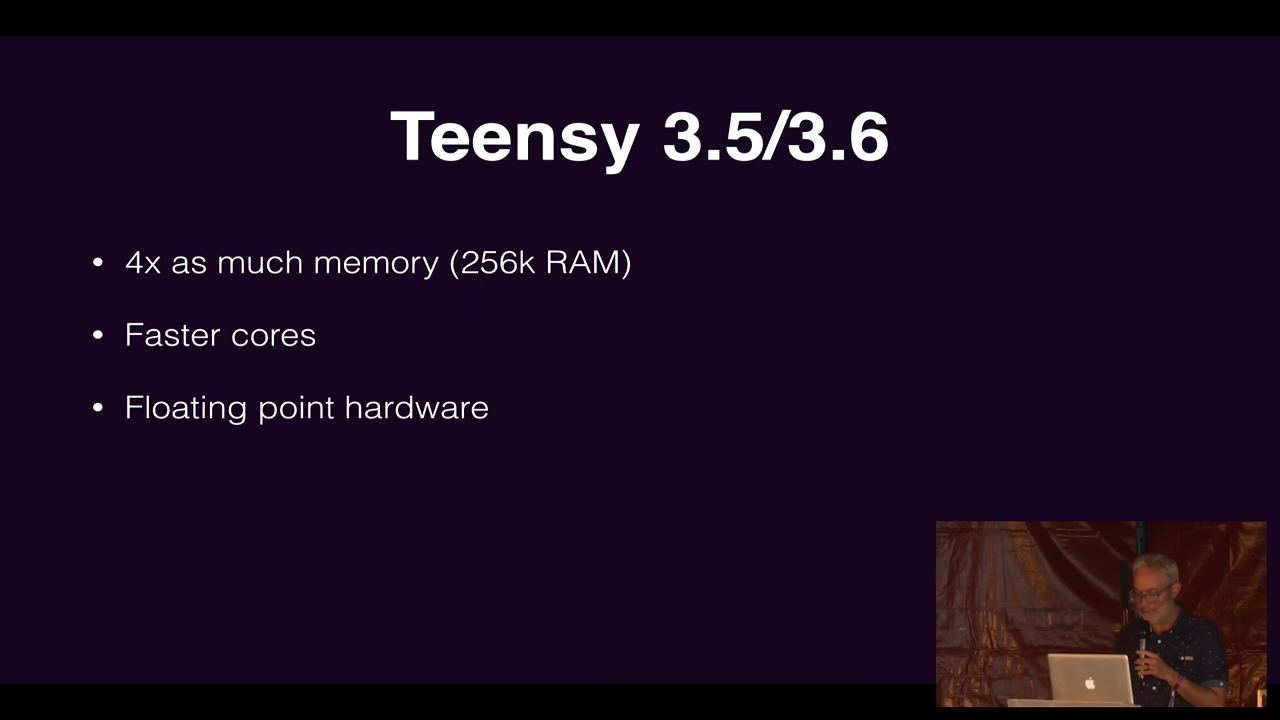 Teensy 3.5/3.6
• 4x as much memory (256k RAM)
• Faster cores
• Floating point hardware